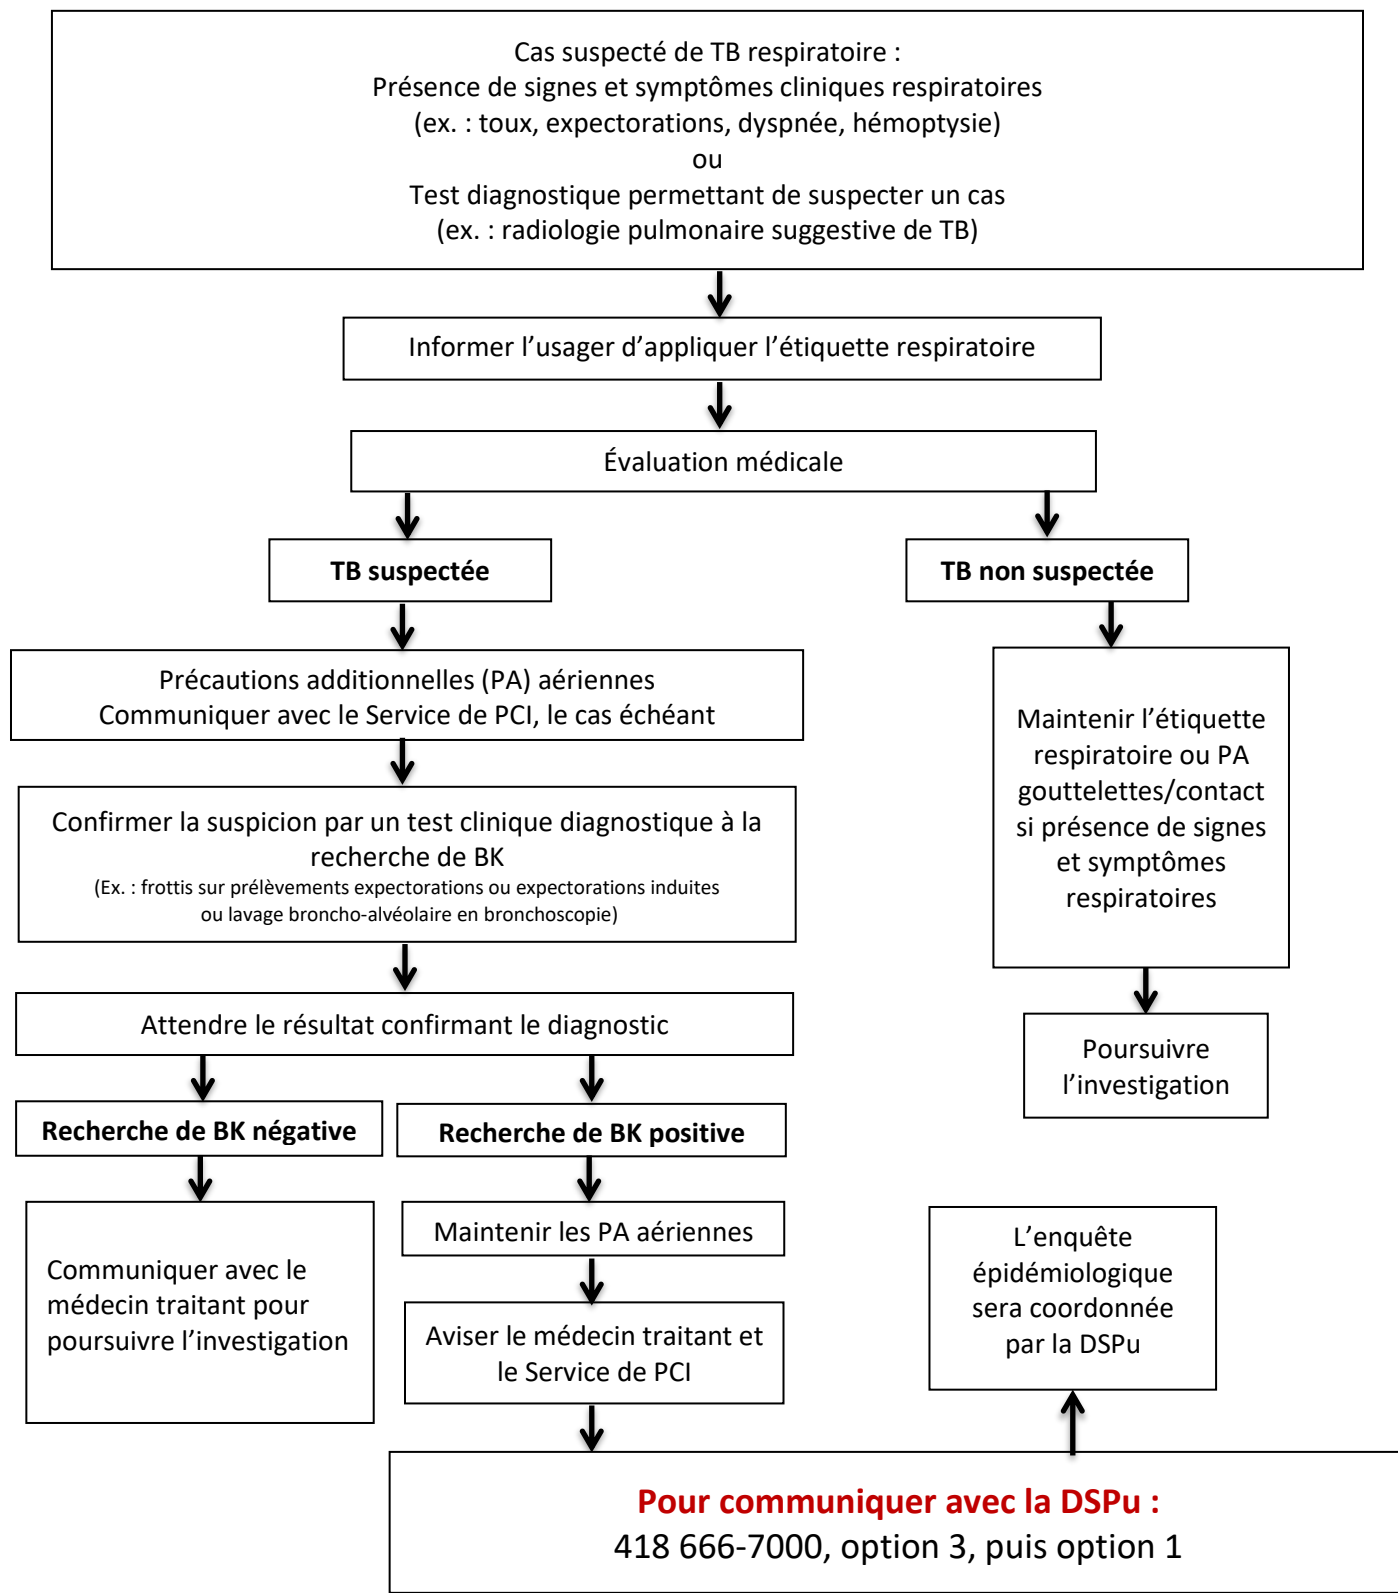 Cas suspecté de TB respiratoire :
Présence de signes et symptômes cliniques respiratoires
(ex. : toux, expectorations, dyspnée, hémoptysie)
ou
Test diagnostique permettant de suspecter un cas
(ex. : radiologie pulmonaire suggestive de TB)
Informer l’usager d’appliquer l’étiquette respiratoire
Évaluation médicale
TB suspectée
Précautions additionnelles (PA) aériennes
Communiquer avec le Service de PCI, le cas échéant
Confirmer la suspicion par un test clinique diagnostique à la
recherche de BK
(Ex. : frottis sur prélèvements expectorations ou expectorations induites
ou lavage broncho-alvéolaire en bronchoscopie)
Attendre le résultat confirmant le diagnostic
Recherche de BK négative
Communiquer avec le
médecin traitant pour
poursuivre l’investigation
Recherche de BK positive
Maintenir les PA aériennes
Aviser le médecin traitant et
le Service de PCI
TB non suspectée
Maintenir l’étiquette
respiratoire ou PA
gouttelettes/contact
si présence de signes
et symptômes
respiratoires
Poursuivre
l’investigation
L’enquête
épidémiologique
sera coordonnée
par la DSPu
Pour communiquer avec la DSPu :
418 666-7000, option 3, puis option 1